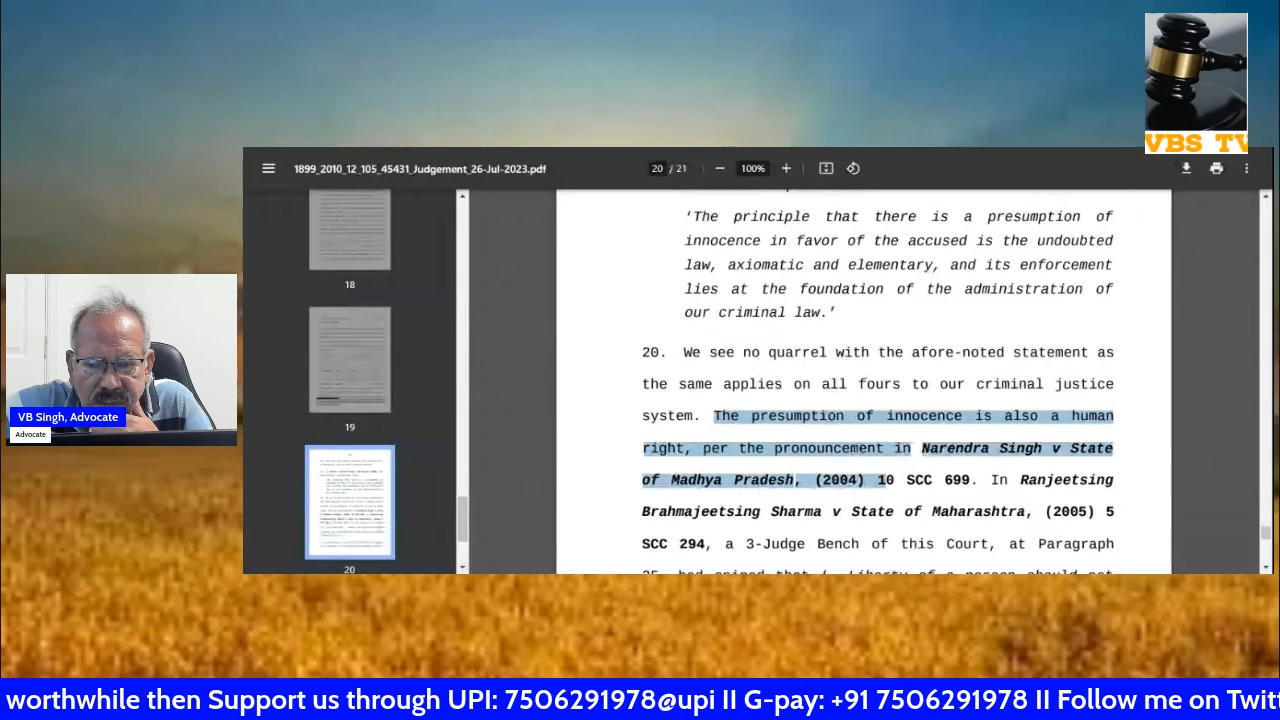 VBS TV
1899_2010_12_105_45431_Judgement_26-Jul-2023.pdf
20 / 21
100%
18
19
20
'The principle that there is a presumption of
innocence in favor of the accused is the undoubted
law, axiomatic and elementary, and its enforcement
lies at the foundation of the administration of
our criminal law.'
20. We see no quarrel with the afore-noted statement as
the same applies on all fours to our criminal justice
system. The presumption of innocence is also a human
right, per the pronouncement in Narendra Singh v State
of Madhya Pradesh, (2004) 10 SCC 699. In Ranjeetsing
Brahmajeetsing Sharma v State of Maharashtra, (2005) 5
SCC 294, a 3-Judge Bench of this Court, at Paragraph
VB Singh, Advocate
Advocate
worthwhile then Support us through UPI: 7506291978@upi II G-pay: +91 7506291978 II Follow me on Twitt